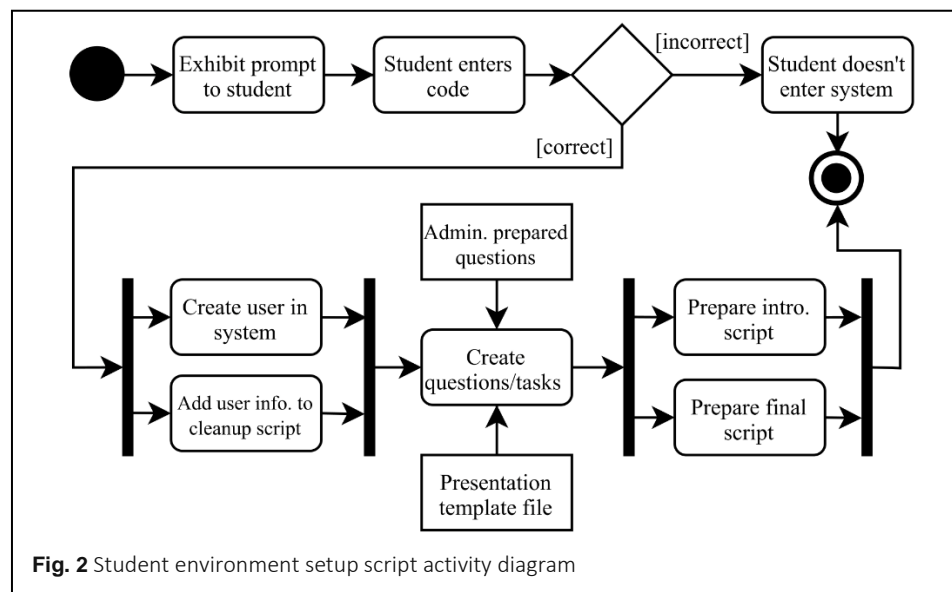 Exhibit prompt
to student
Student enters
code
[incorrect]
Student doesn't
enter system
[correct]
Admin. prepared
questions
Create user in
system
Add user info. to
cleanup script
Create
questions/tasks
Prepare intro.
script
Prepare final
script
Presentation
template file
Fig. 2 Student environment setup script activity diagram